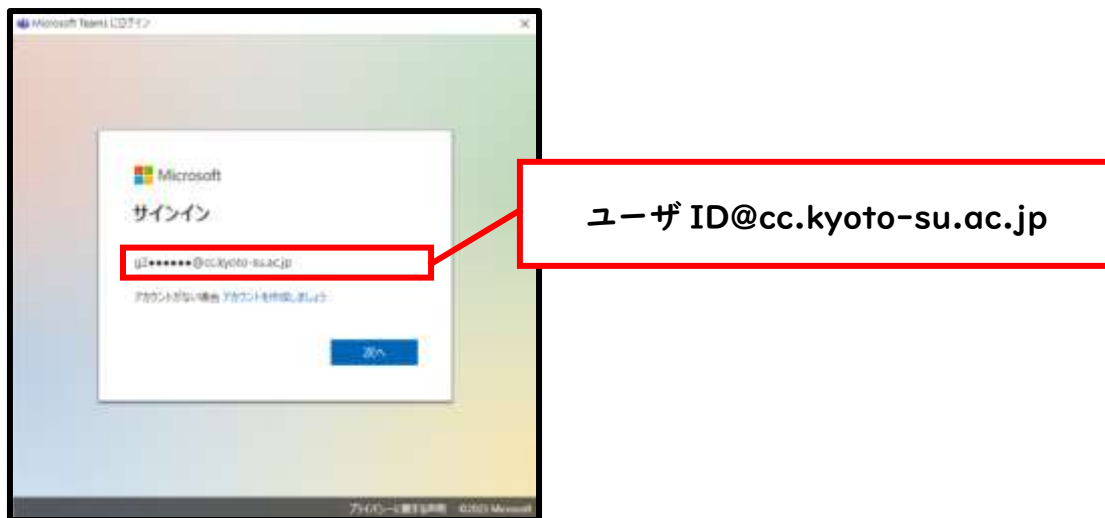 Microsoft Teams にログイン
Microsoft
サインイン
g2●●●●●●@cc.kyoto-su.ac.jp
アカウントがない場合 アカウントを作成しましょう
次へ
ユーザ ID@cc.kyoto-su.ac.jp
プライバシーに関する声明 ©2023 Microsoft